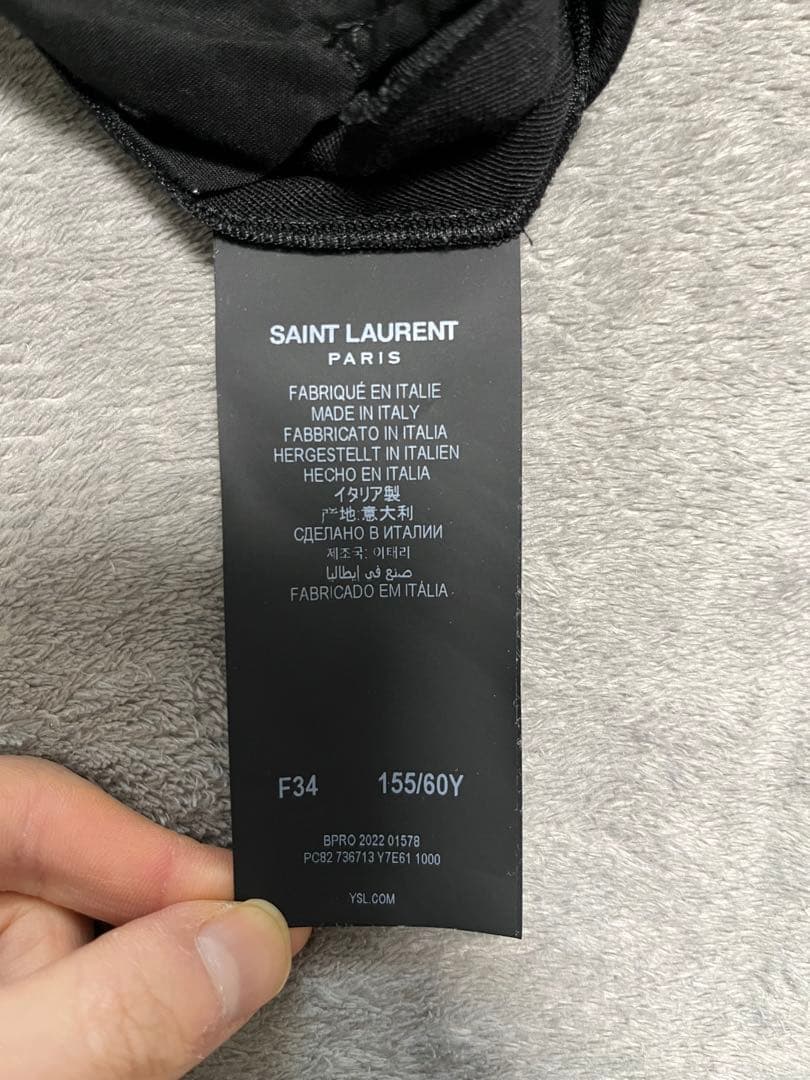 SAINT LAURENT
PARIS
FABRIQUÉ EN ITALIE
MADE IN ITALY
FABBRICATO IN ITALIA
HERGESTELLT IN ITALIEN
HECHO EN ITALIA
イタリア製
产地:意大利
СДЕЛАНО В ИТАЛИИ
제조국: 이태리
صنع في إيطاليا
FABRICADO EM ITÁLIA
F34 155/60Y
BPRO 2022 01578
PC82 736713 Y7E61 1000
YSL.COM